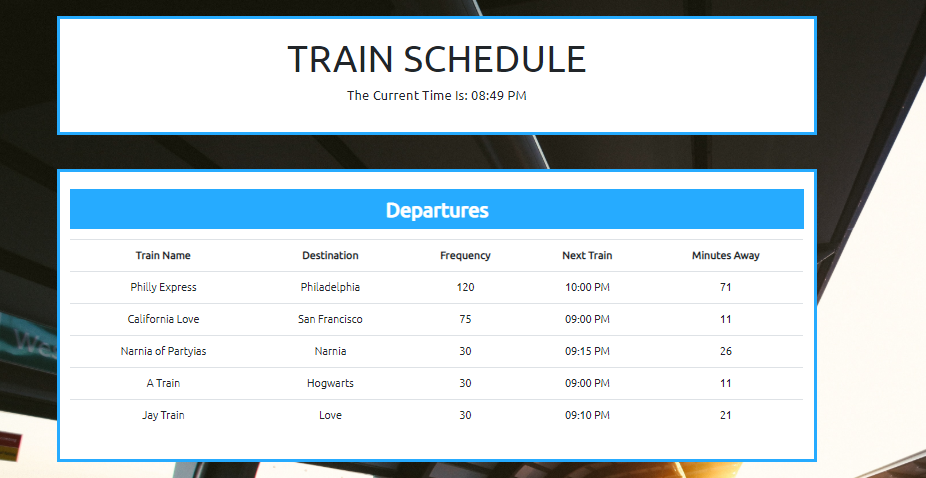 TRAIN SCHEDULE
The Current Time Is: 08:49 PM
Departures
Train Name Destination Frequency Next Train Minutes Away
Philly Express Philadelphia 120 10:00 PM 71
California Love San Francisco 75 09:00 PM 11
Narnia of Partyias Narnia 30 09:15 PM 26
A Train Hogwarts 30 09:00 PM 11
Jay Train Love 30 09:10 PM 21